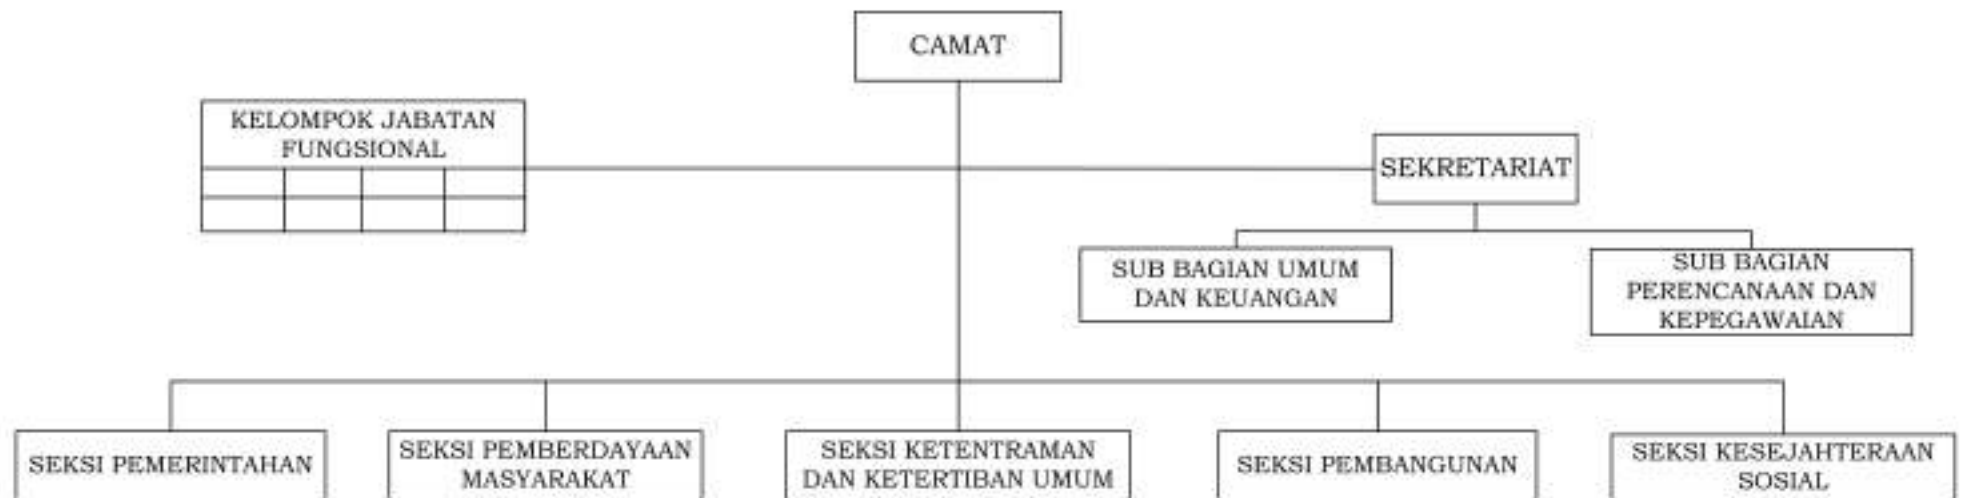 CAMAT
KELOMPOK JABATAN
FUNGSIONAL
SEKRETARIAT
SUB BAGIAN UMUM
DAN KEUANGAN
SUB BAGIAN
PERENCANAAN DAN
KEPEGAWAIAN
SEKSI PEMERINTAHAN
SEKSI PEMBERDAYAAN
MASYARAKAT
SEKSI KETENTRAMAN
DAN KETERTIBAN UMUM
SEKSI PEMBANGUNAN
SEKSI KESEJAHTERAAN
SOSIAL